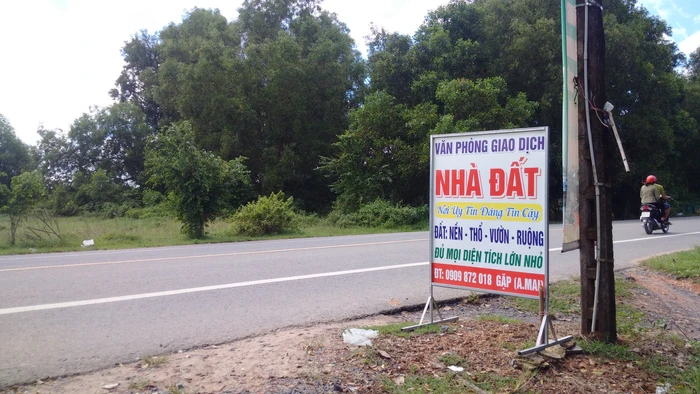 VĂN PHÒNG GIAO DỊCH
NHÀ ĐẤT
Nơi Uy Tín Đáng Tin Cậy
ĐẤT: NỀN - THỔ - VƯỜN - RUỘNG
ĐỦ MỌI DIỆN TÍCH LỚN NHỎ
ĐT: 0909 872 018 GẶP (A.MAI)